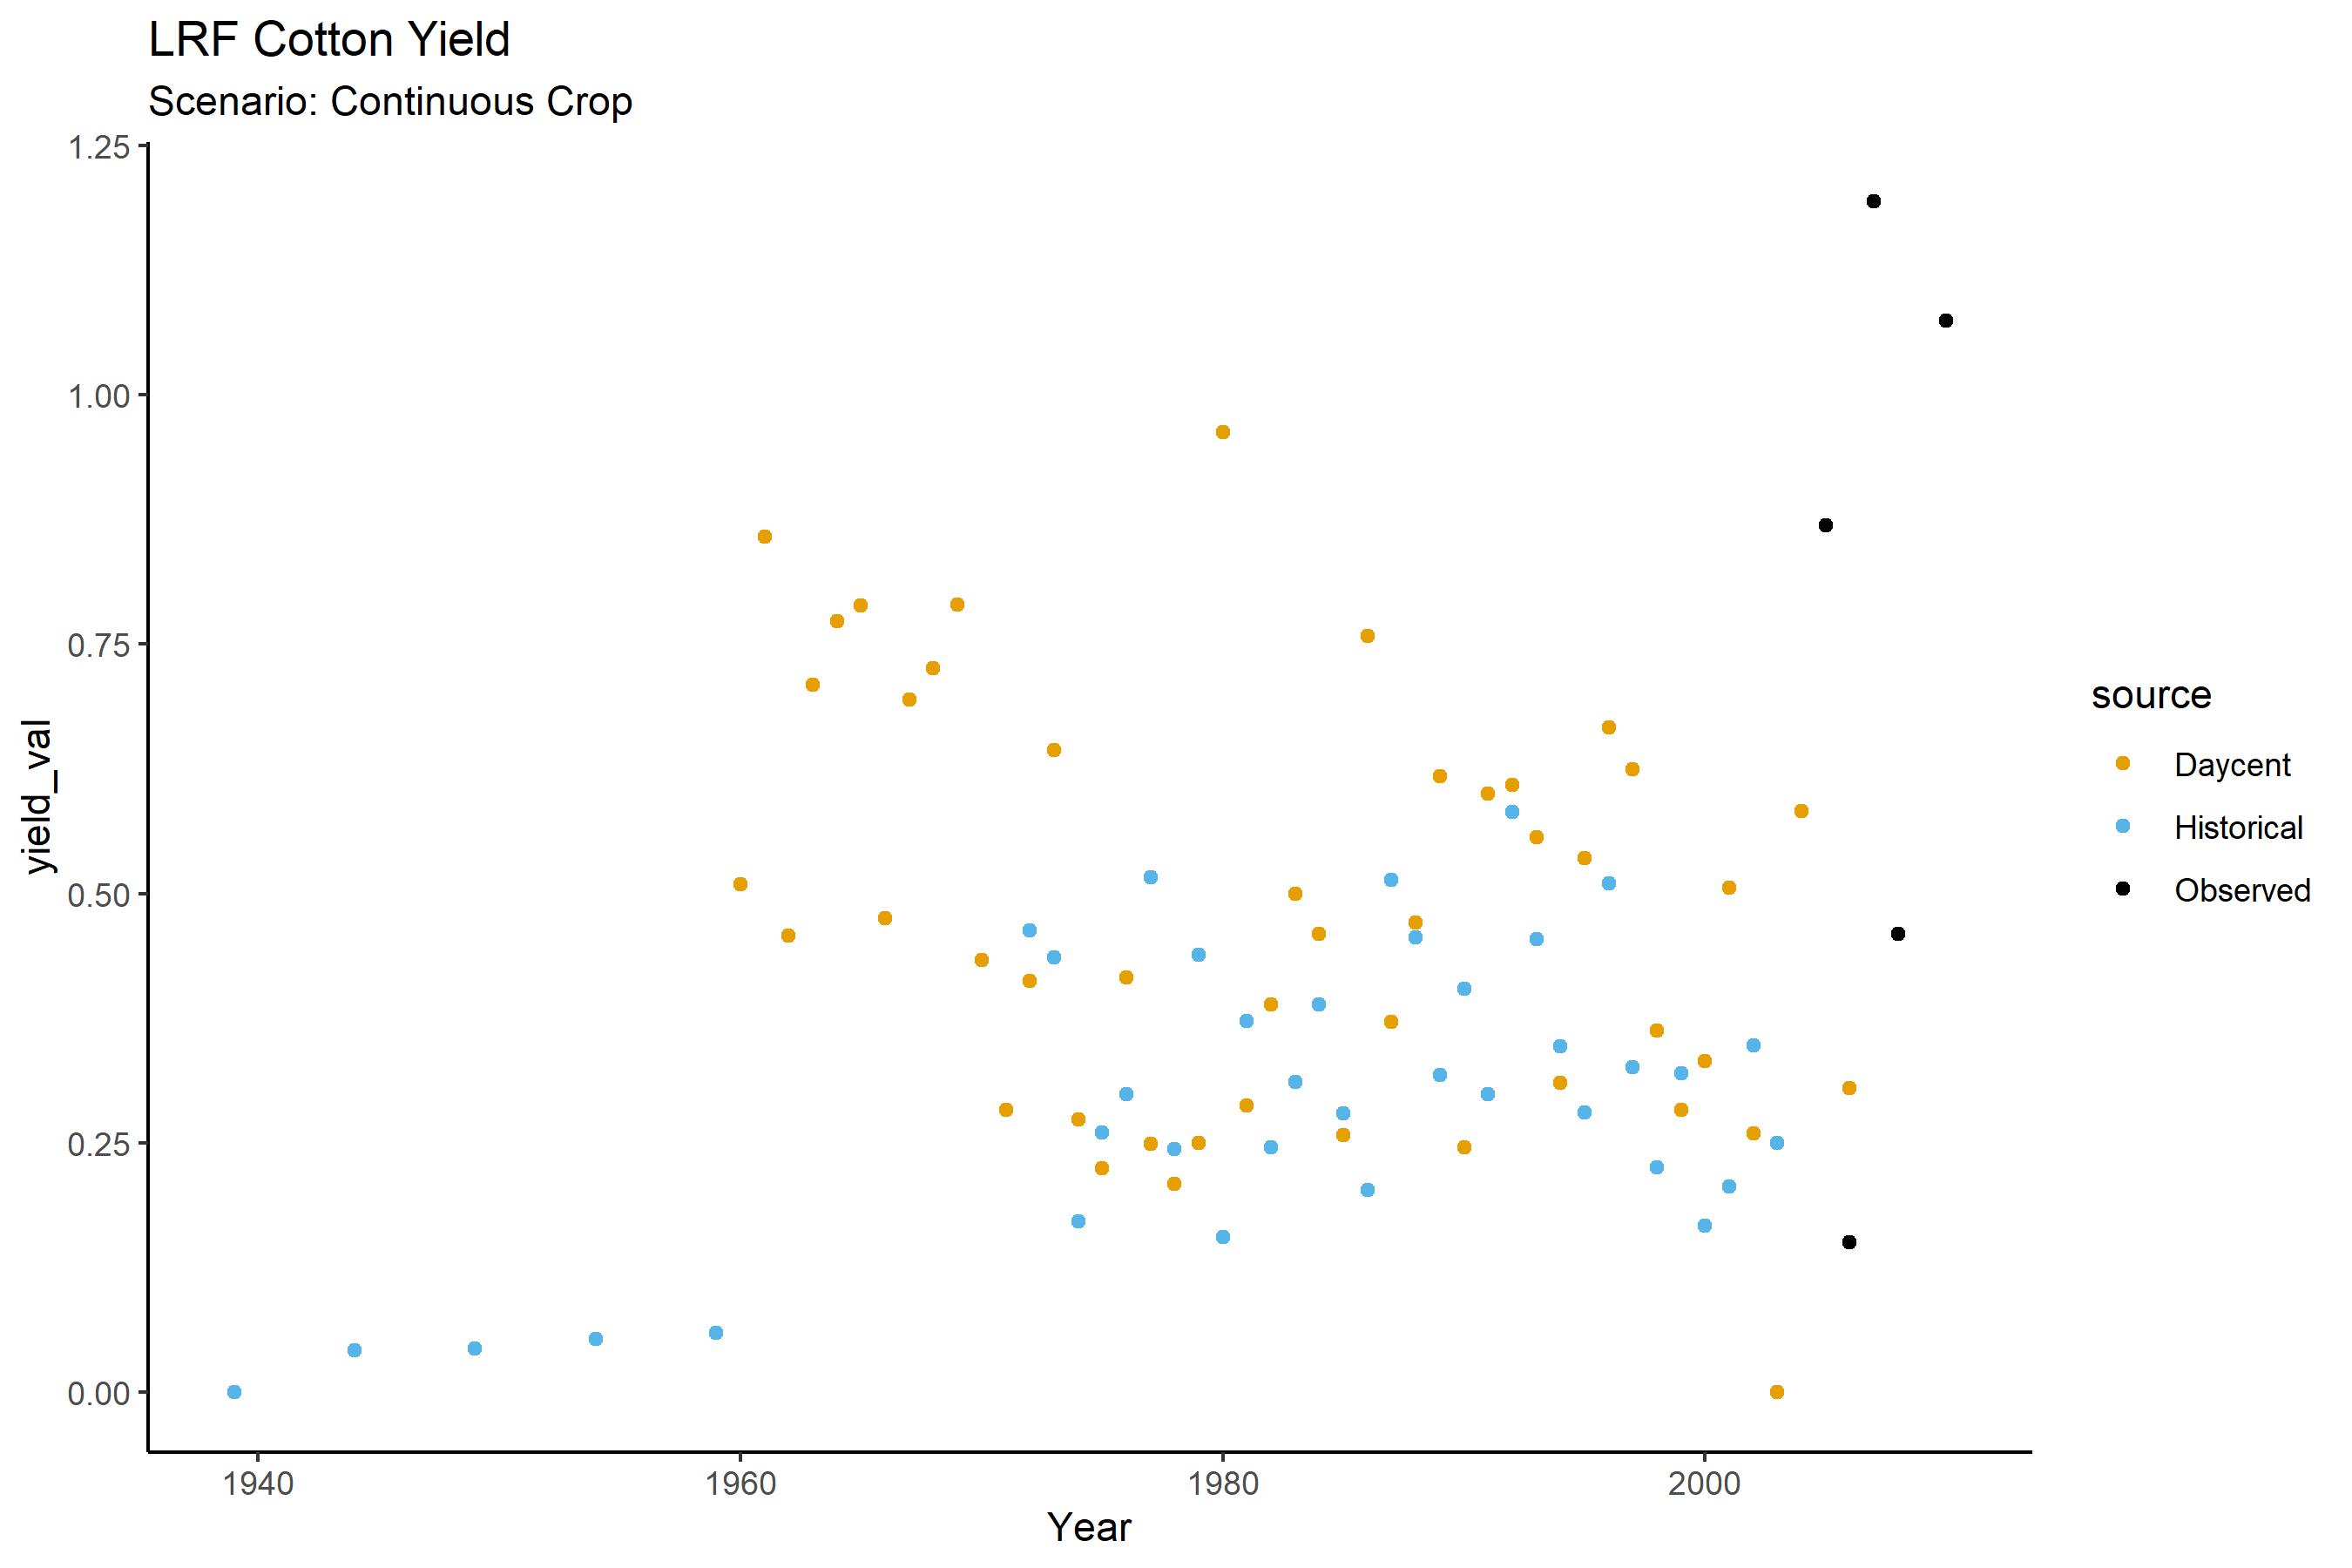 LRF Cotton Yield
Scenario: Continuous Crop
1.25
1.00
0.75
0.50
0.25
0.00
yield_val
1940 1960 1980 2000
Year
source
Daycent
Historical
Observed